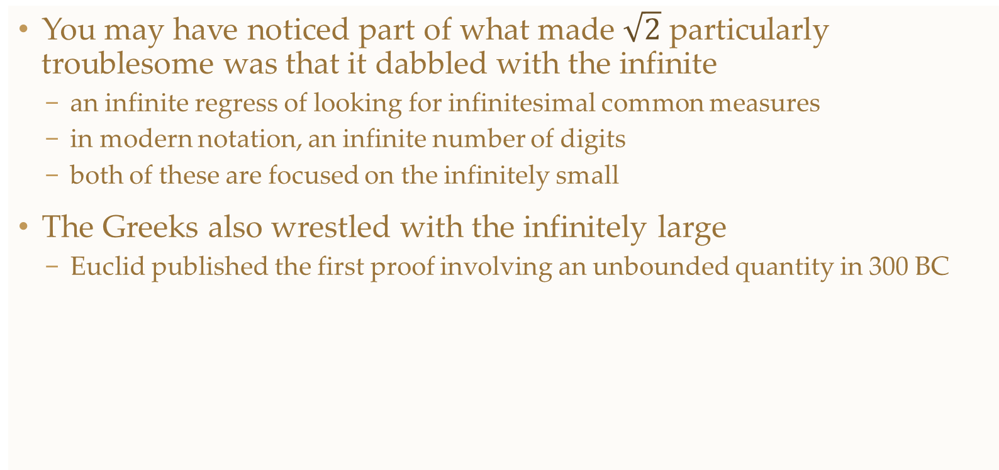 • You may have noticed part of what made √2 particularly
troublesome was that it dabbled with the infinite
– an infinite regress of looking for infinitesimal common measures
– in modern notation, an infinite number of digits
– both of these are focused on the infinitely small
• The Greeks also wrestled with the infinitely large
– Euclid published the first proof involving an unbounded quantity in 300 BC